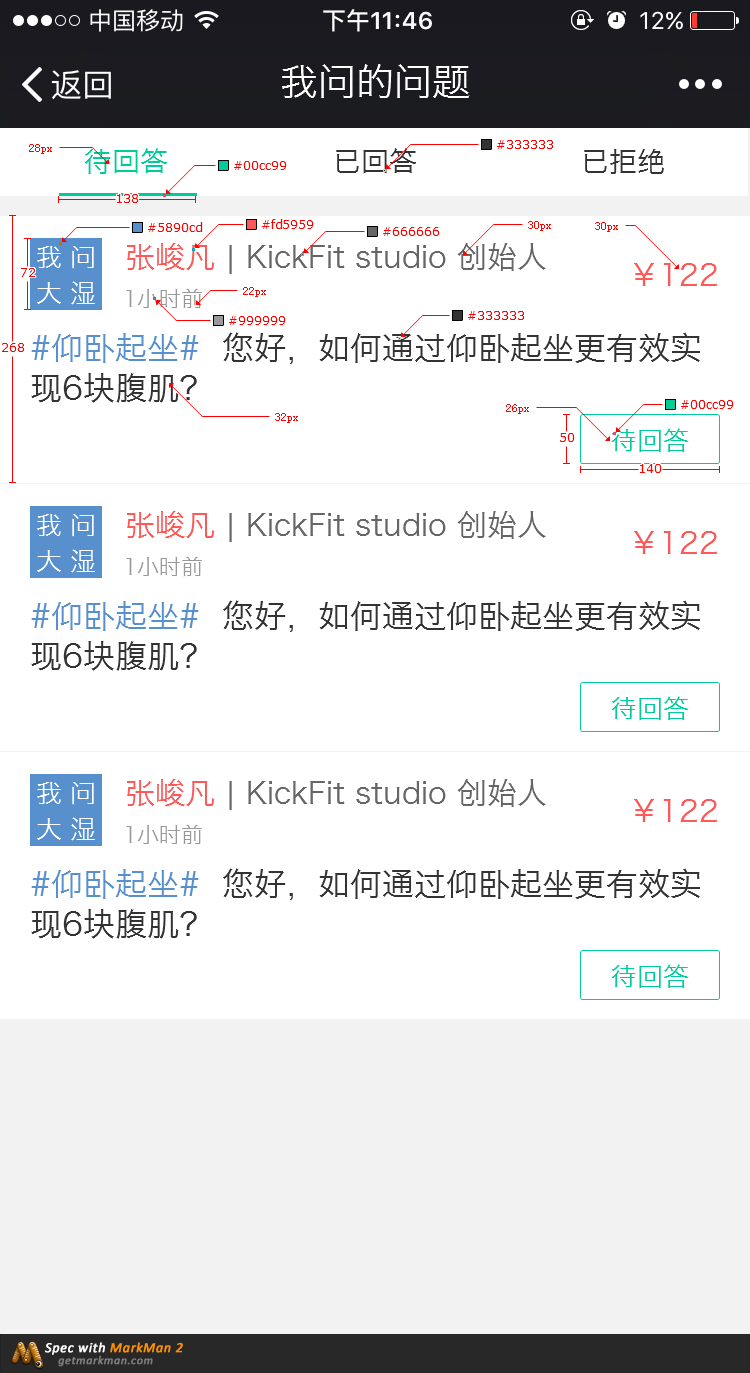 中国移动 下午11:46 12%
返回 我问的问题
28px #333333
待回答 已回答 已拒绝
#00cc99
138
#5890cd #fd5959 #666666 30px 30px
我问 张峻凡 | KickFit studio 创始人
72 ￥122
大湿 1小时前 22px
#999999 #333333
268 #仰卧起坐# 您好，如何通过仰卧起坐更有效实
现6块腹肌？
32px 26px #00cc99
50 待回答
140
我问 张峻凡 | KickFit studio 创始人
￥122
大湿 1小时前
#仰卧起坐# 您好，如何通过仰卧起坐更有效实
现6块腹肌？
待回答
我问 张峻凡 | KickFit studio 创始人
￥122
大湿 1小时前
#仰卧起坐# 您好，如何通过仰卧起坐更有效实
现6块腹肌？
待回答
Spec with MarkMan 2
getmarkman.com